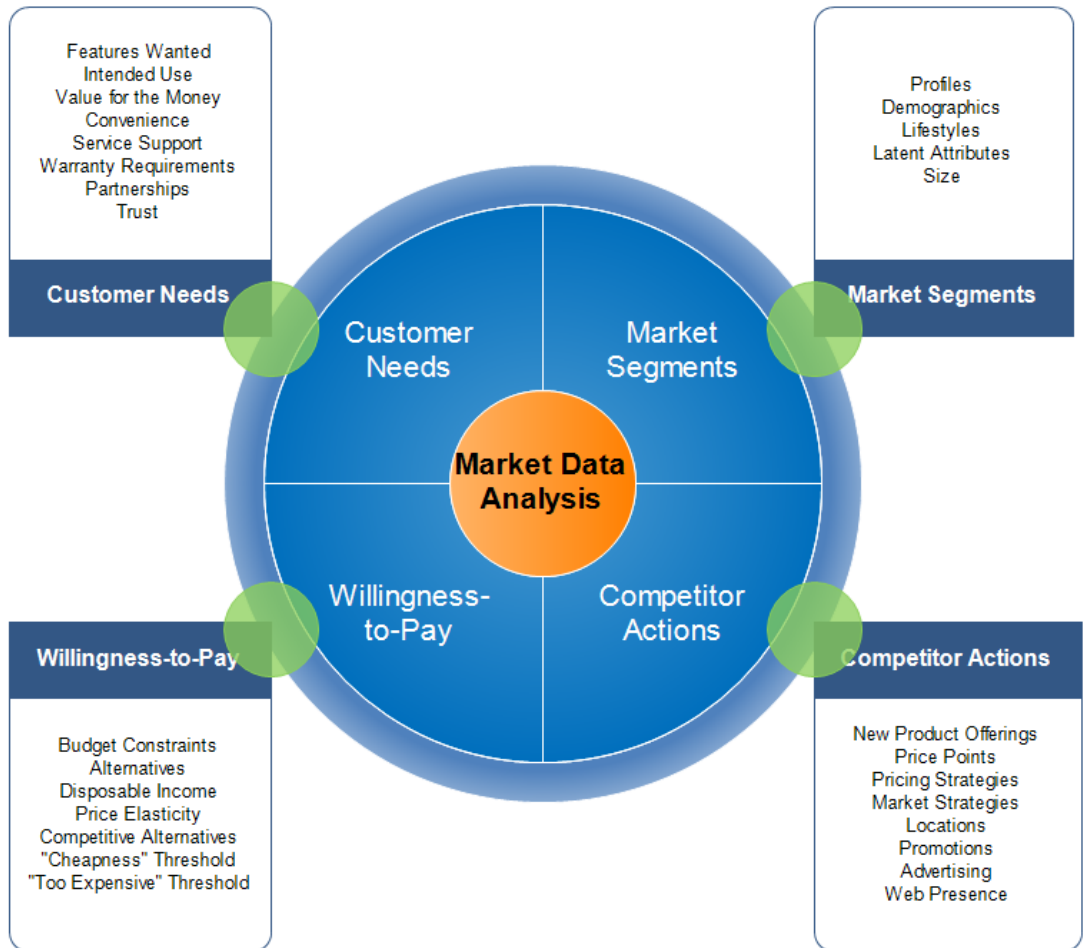 Features Wanted
Intended Use
Value for the Money
Convenience
Service Support
Warranty Requirements
Partnerships
Trust
Customer Needs
Profiles
Demographics
Lifestyles
Latent Attributes
Size
Market Segments
Customer
Needs
Market
Segments
Market Data
Analysis
Willingness-
to-Pay
Competitor
Actions
Willingness-to-Pay
Budget Constraints
Alternatives
Disposable Income
Price Elasticity
Competitive Alternatives
"Cheapness" Threshold
"Too Expensive" Threshold
Competitor Actions
New Product Offerings
Price Points
Pricing Strategies
Market Strategies
Locations
Promotions
Advertising
Web Presence